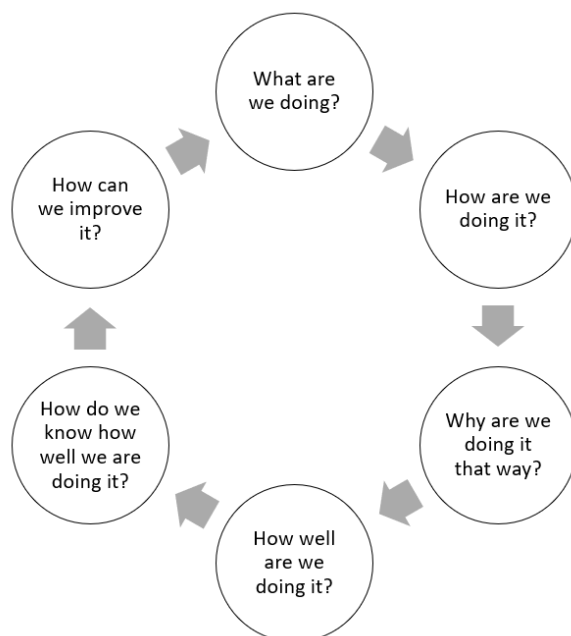 What are
we doing?
How are we
doing it?
Why are we
doing it
that way?
How well
are we
doing it?
How do we
know how
well we are
doing it?
How can
we improve
it?